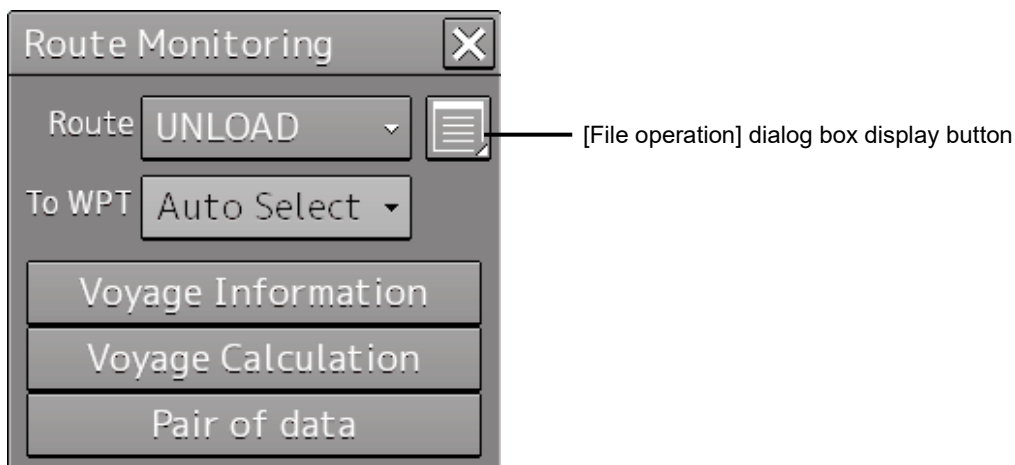 Route Monitoring
Route UNLOAD
[File operation] dialog box display button
To WPT Auto Select
Voyage Information
Voyage Calculation
Pair of data